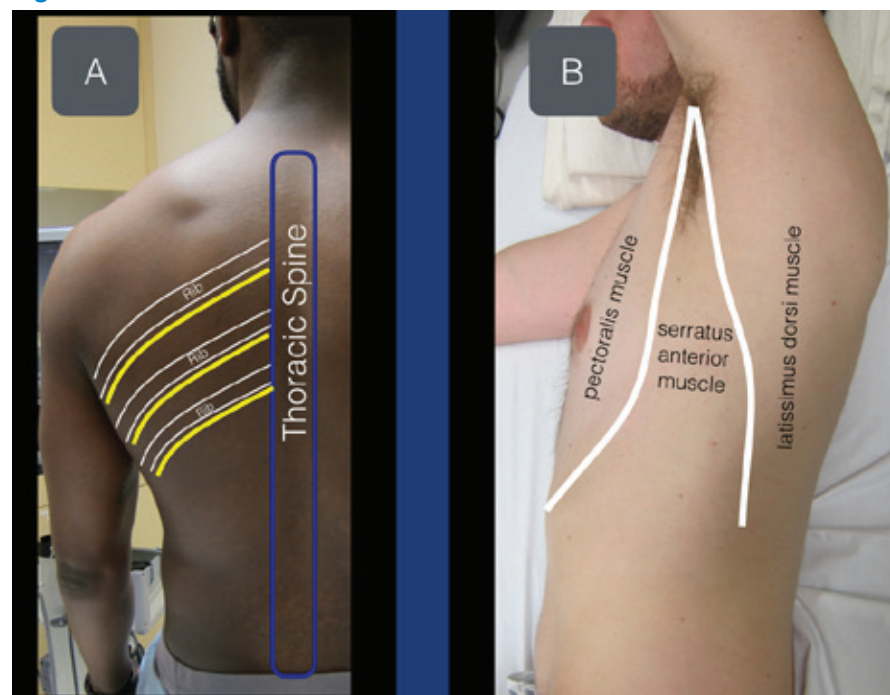 A
Rib
Rib
Rib
Thoracic Spine
B
pectoralis muscle
serratus
anterior
muscle
latissimus dorsi muscle